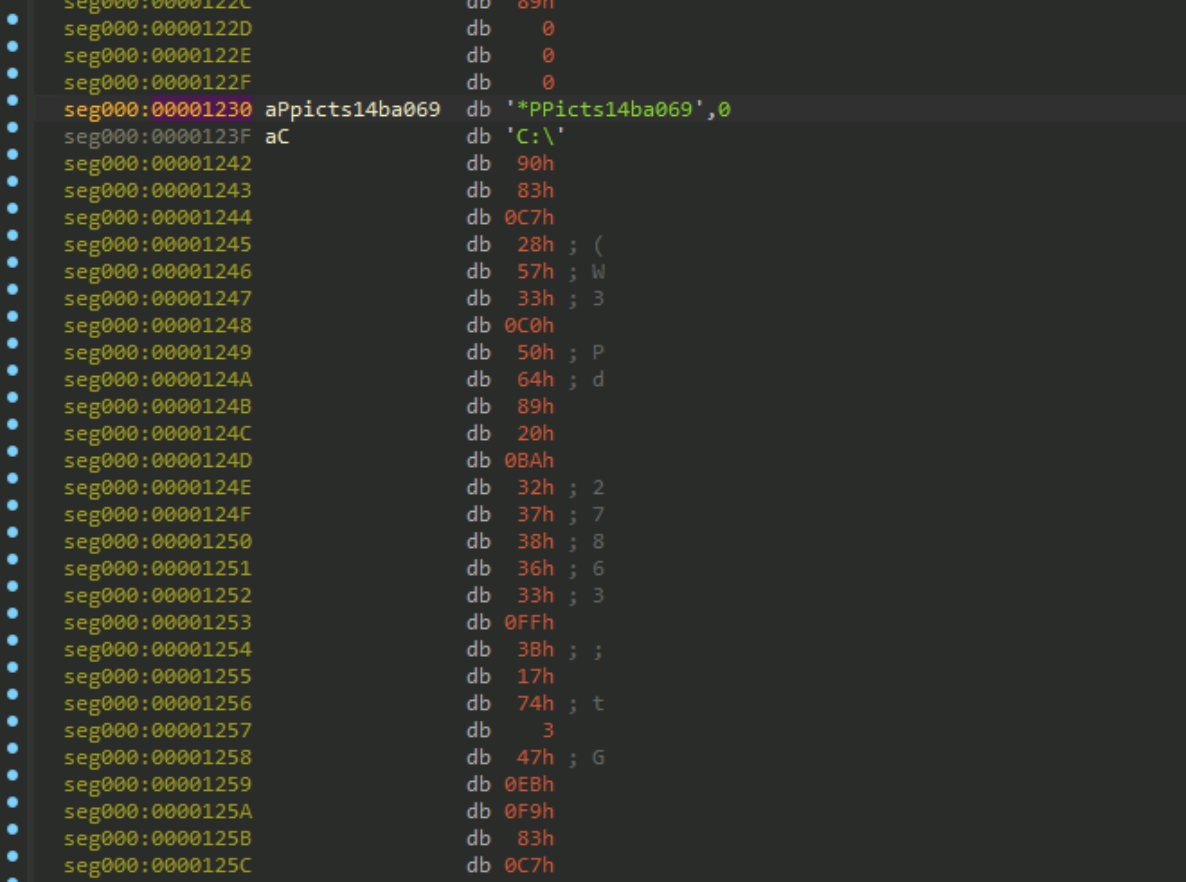 seg000:0000122C db 89h
seg000:0000122D db 0
seg000:0000122E db 0
seg000:0000122F db 0
seg000:00001230 aPpicts14ba069 db '*PPicts14ba069',0
seg000:0000123F aC db 'C:\'
seg000:00001242 db 90h
seg000:00001243 db 83h
seg000:00001244 db 0C7h
seg000:00001245 db 28h ; (
seg000:00001246 db 57h ; W
seg000:00001247 db 33h ; 3
seg000:00001248 db 0C0h
seg000:00001249 db 50h ; P
seg000:0000124A db 64h ; d
seg000:0000124B db 89h
seg000:0000124C db 20h
seg000:0000124D db 0BAh
seg000:0000124E db 32h ; 2
seg000:0000124F db 37h ; 7
seg000:00001250 db 38h ; 8
seg000:00001251 db 36h ; 6
seg000:00001252 db 33h ; 3
seg000:00001253 db 0FFh
seg000:00001254 db 3Bh ; ;
seg000:00001255 db 17h
seg000:00001256 db 74h ; t
seg000:00001257 db 3
seg000:00001258 db 47h ; G
seg000:00001259 db 0EBh
seg000:0000125A db 0F9h
seg000:0000125B db 83h
seg000:0000125C db 0C7h